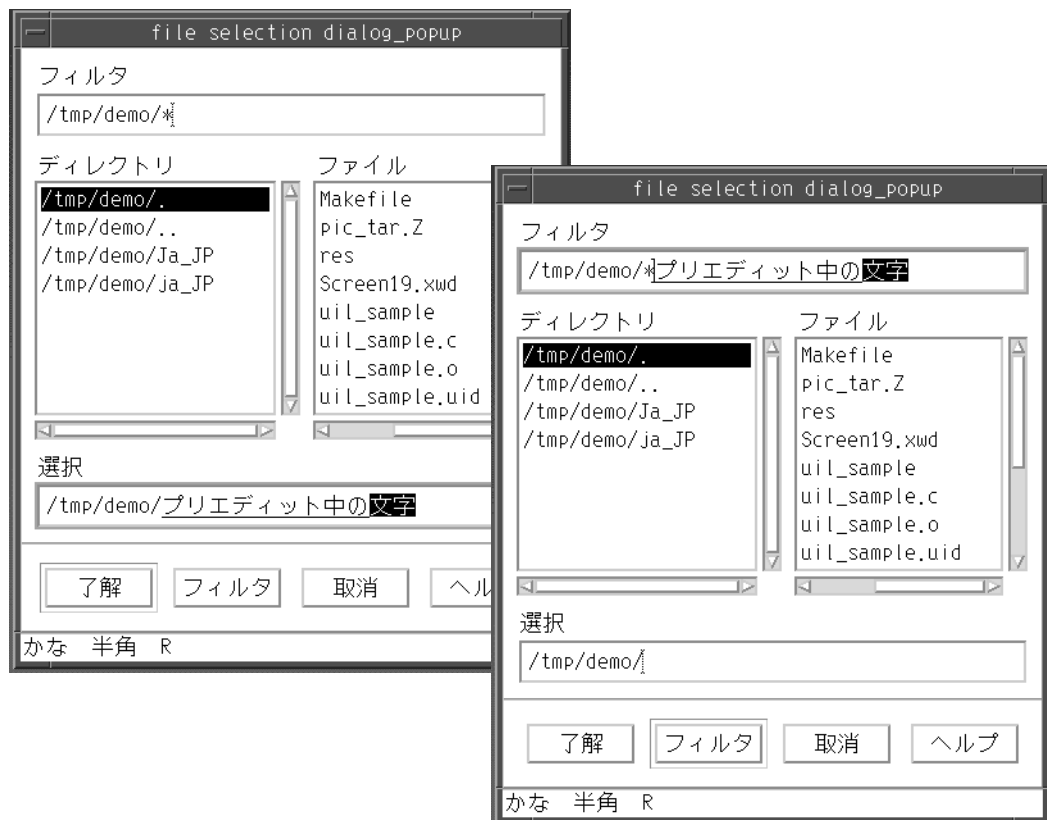 file selection dialog_popup
フィルタ
/tmp/demo/*
ディレクトリ
ファイル
/tmp/demo/.
/tmp/demo/..
/tmp/demo/Ja_JP
/tmp/demo/ja_JP
Makefile
pic_tar.Z
res
Screen19.xwd
uil_sample
uil_sample.c
uil_sample.o
uil_sample.uid
選択
/tmp/demo/プリエディット中の文字
了解 フィルタ 取消 ヘル
かな 半角 R
file selection dialog_popup
フィルタ
/tmp/demo/*プリエディット中の文字
ディレクトリ
ファイル
/tmp/demo/.
/tmp/demo/..
/tmp/demo/Ja_JP
/tmp/demo/ja_JP
Makefile
pic_tar.Z
res
Screen19.xwd
uil_sample
uil_sample.c
uil_sample.o
uil_sample.uid
選択
/tmp/demo/
了解 フィルタ 取消 ヘルプ
かな 半角 R